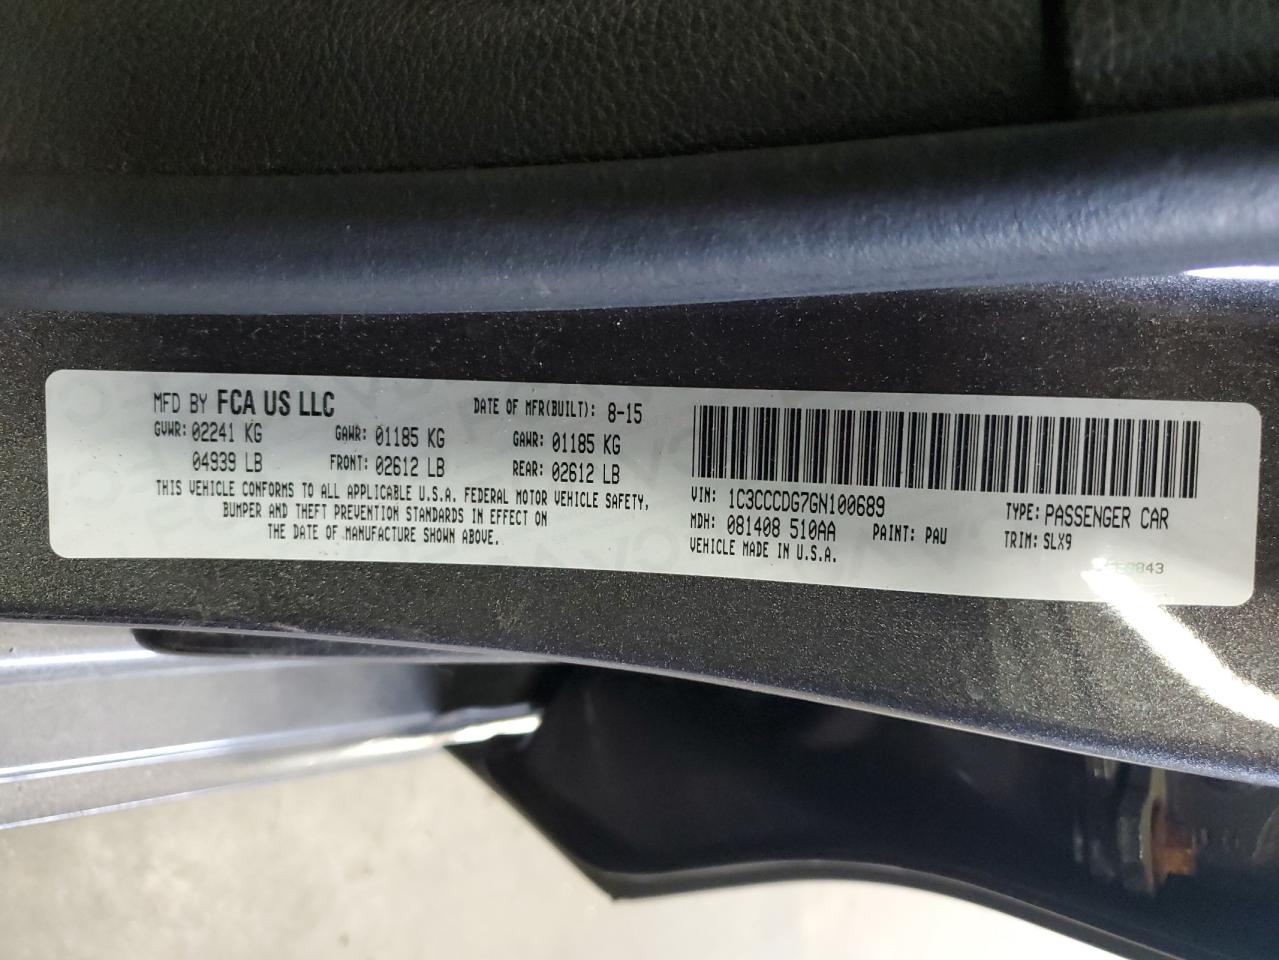 MFD BY FCA US LLC DATE OF MFR(BUILT): 8-15
GVWR: 02241 KG GAWR: 01185 KG GAWR: 01185 KG
04939 LB FRONT: 02612 LB REAR: 02612 LB
THIS VEHICLE CONFORMS TO ALL APPLICABLE U.S.A. FEDERAL MOTOR VEHICLE SAFETY,
BUMPER AND THEFT PREVENTION STANDARDS IN EFFECT ON
THE DATE OF MANUFACTURE SHOWN ABOVE.
VIN: 1C3CCCDG7GN100689 TYPE: PASSENGER CAR
MDH: 081408 510AA PAINT: PAU TRIM: SLX9
VEHICLE MADE IN U.S.A.